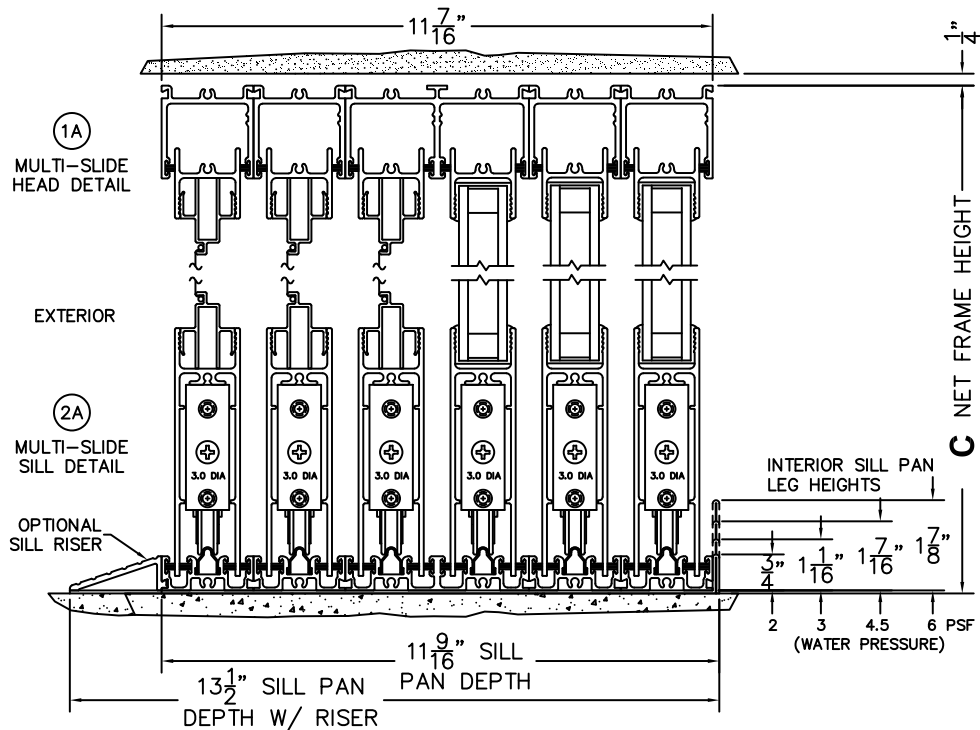 11 7/16"
1/4"
1A
MULTI-SLIDE
HEAD DETAIL
EXTERIOR
C NET FRAME HEIGHT
2A
MULTI-SLIDE
SILL DETAIL
3.0 DIA
3.0 DIA
3.0 DIA
3.0 DIA
3.0 DIA
3.0 DIA
INTERIOR SILL PAN
LEG HEIGHTS
OPTIONAL
SILL RISER
3/4"
1 1/16"
1 7/16"
1 7/8"
2 3 4.5 6 PSF
(WATER PRESSURE)
11 9/16" SILL
PAN DEPTH
13 1/2" SILL PAN
DEPTH W/ RISER